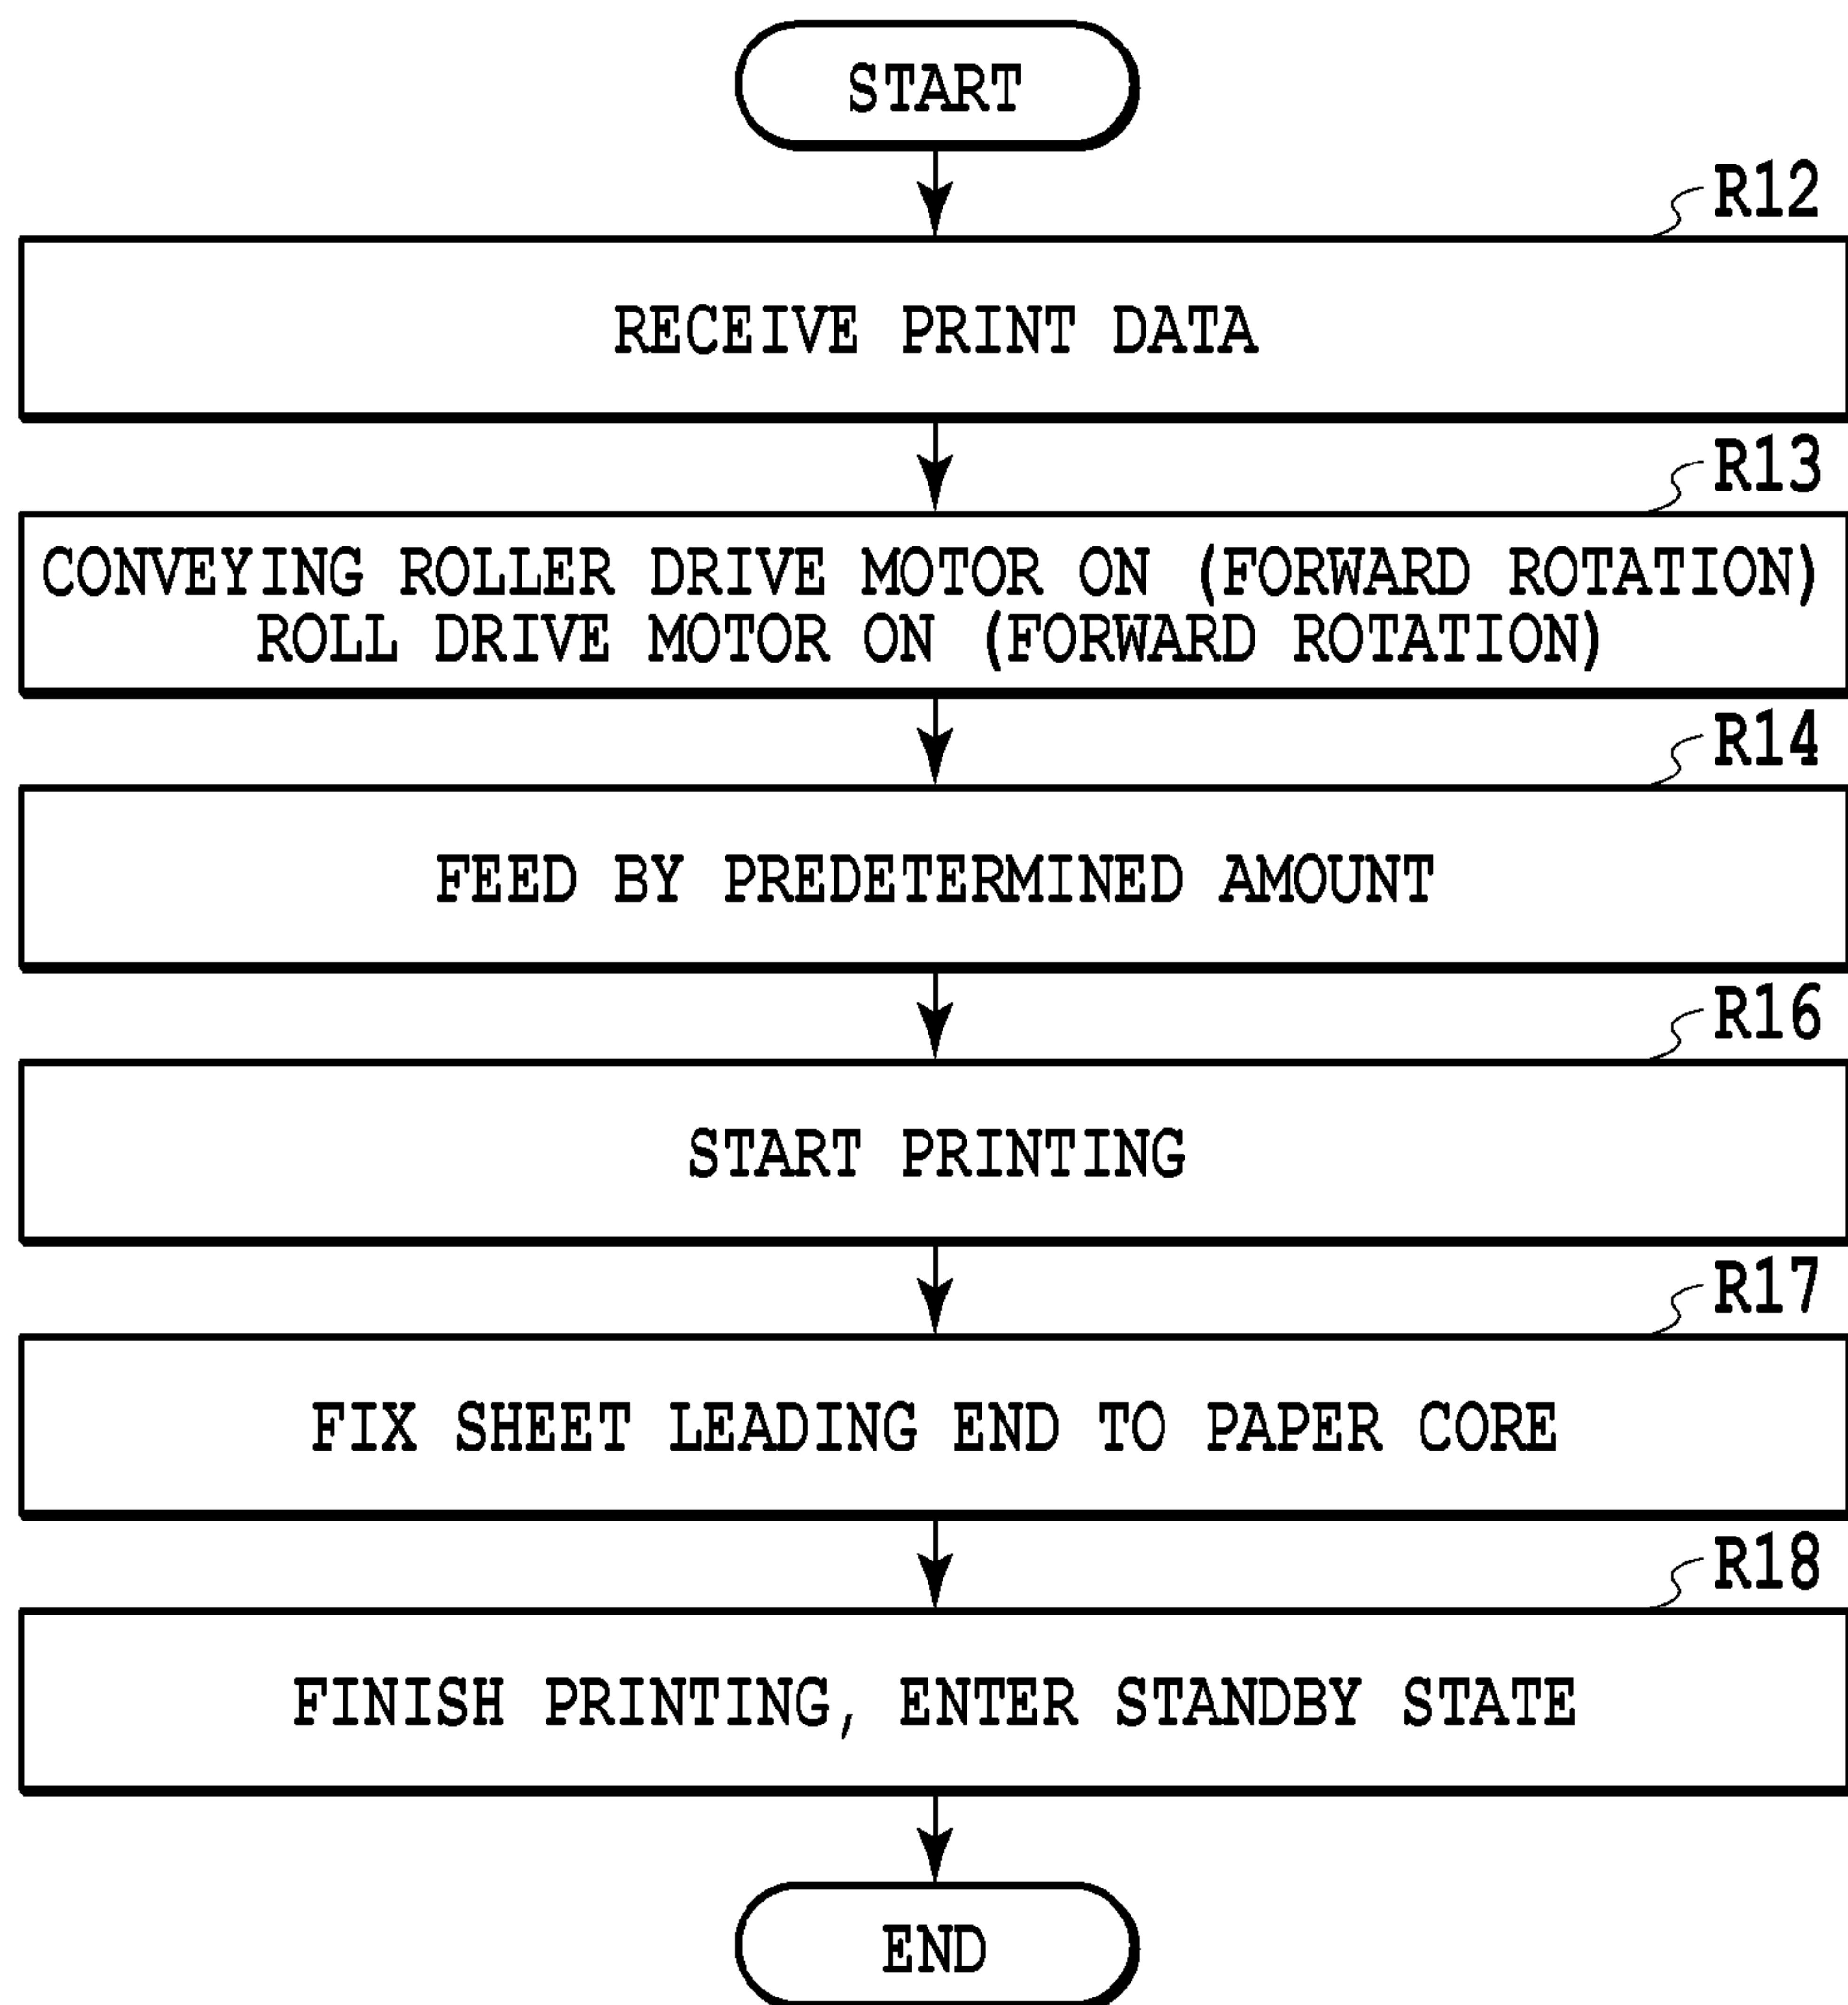 START
R12
RECEIVE PRINT DATA
R13
CONVEYING ROLLER DRIVE MOTOR ON (FORWARD ROTATION)
ROLL DRIVE MOTOR ON (FORWARD ROTATION)
R14
FEED BY PREDETERMINED AMOUNT
R16
START PRINTING
R17
FIX SHEET LEADING END TO PAPER CORE
R18
FINISH PRINTING, ENTER STANDBY STATE
END